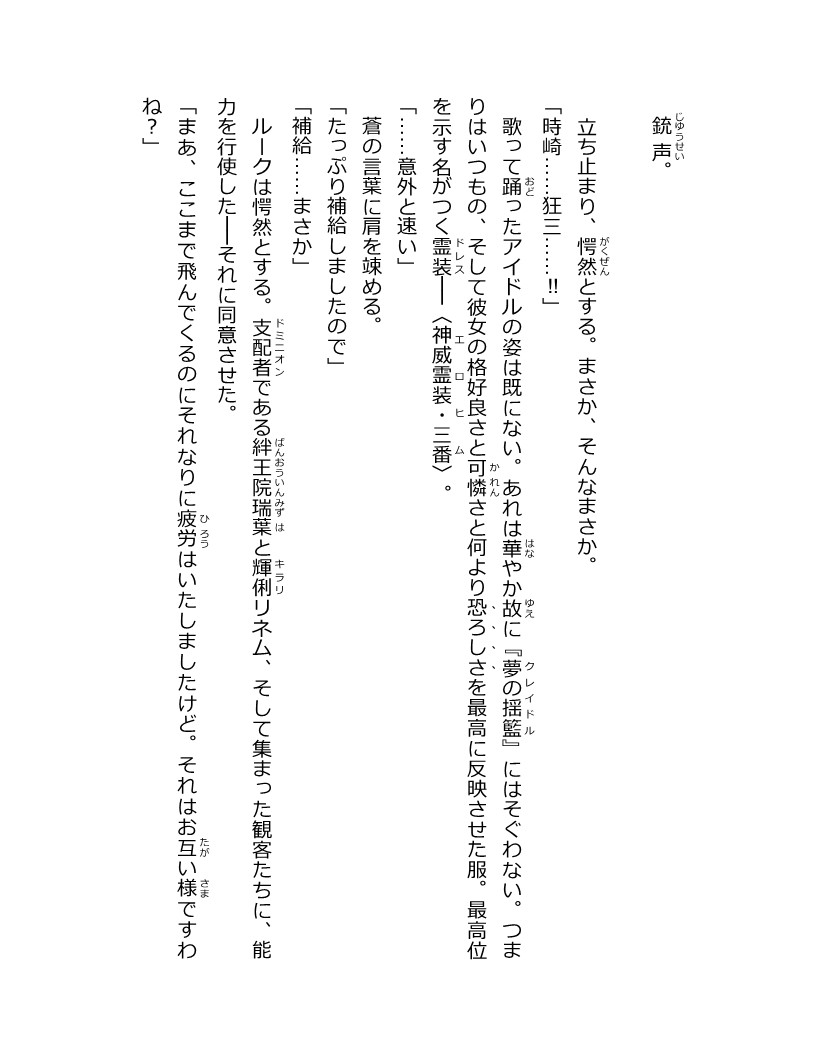 銃声。
立ち止まり、愕然とする。まさか、そんなまさか。
「時崎……狂三……‼」
歌って踊ったアイドルの姿は既にない。あれは華やか故に『夢の揺籃』にはそぐわない。つま
りはいつもの、そして彼女の格好良さと可憐さと何より恐ろしさを最高に反映させた服。最高位
を示す名がつく霊装──〈神威霊装・三番〉。
「……意外と速い」
蒼の言葉に肩を竦める。
「たっぷり補給しましたので」
「補給……まさか」
ルークは愕然とする。支配者である絆王院瑞葉と輝俐リネム、そして集まった観客たちに、能
力を行使した──それに同意させた。
「まあ、ここまで飛んでくるのにそれなりに疲労はいたしましたけど。それはお互い様ですわ
ね？」